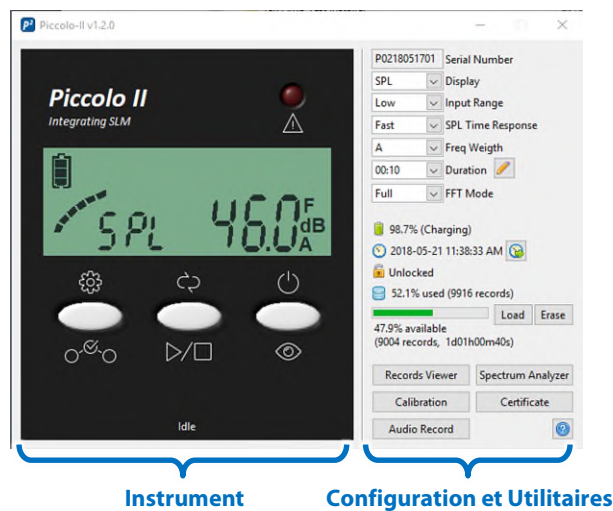 Piccolo-II v1.2.0
Piccolo II
Integrating SLM
SPL 46.0 F dB A
Idle
P0218051701 Serial Number
SPL Display
Low Input Range
Fast SPL Time Response
A Freq Weigth
00:10 Duration
Full FFT Mode
98.7% (Charging)
2018-05-21 11:38:33 AM
Unlocked
52.1% used (9916 records)
Load Erase
47.9% available
(9004 records, 1d01h00m40s)
Records Viewer Spectrum Analyzer
Calibration Certificate
Audio Record
Instrument Configuration et Utilitaires